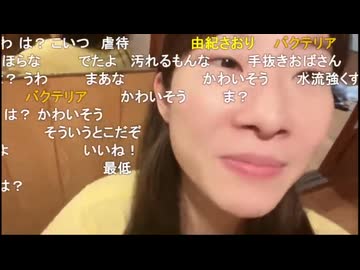 わ は? こいつ 虐待 由紀さおり バクテリア
ほらな でたよ 汚れるもんな 手抜きおばさん
は? うわ まあな かわいそう 水流強くす
バクテリア かわいそう ま?
は? かわいそう
そういうとこだぞ
よ いいね!
最低
は?